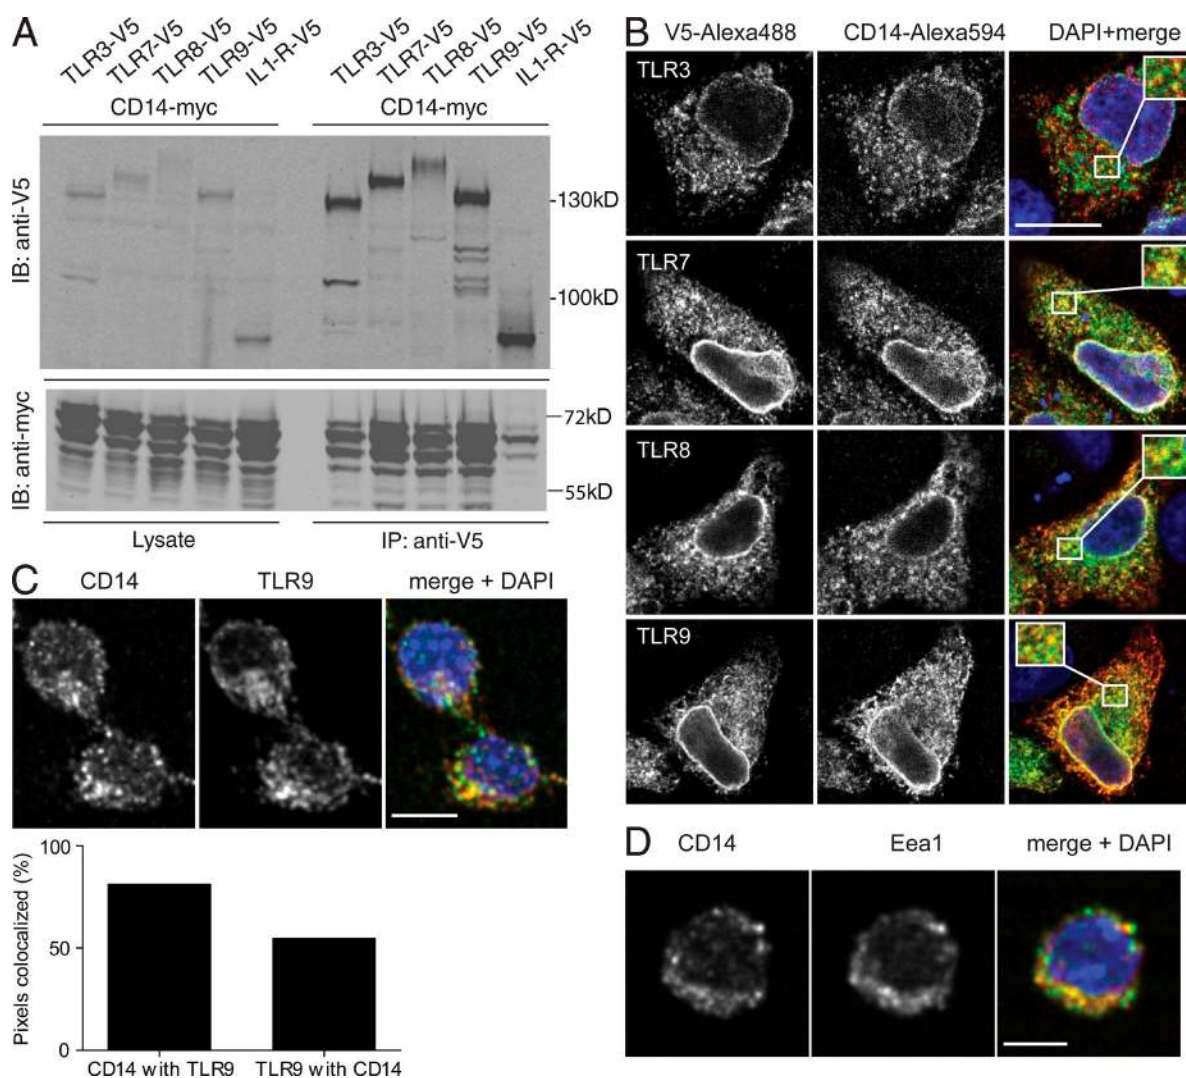 A
TLR3-V5
TLR7-V5
TLR8-V5
TLR9-V5
IL1-R-V5
TLR3-V5
TLR7-V5
TLR8-V5
TLR9-V5
IL1-R-V5
CD14-myc
CD14-myc
IB: anti-V5
-130kD
-100kD
IB: anti-myc
72kD
55kD
Lysate
IP: anti-V5
B
V5-Alexa488
CD14-Alexa594
DAPI+merge
TLR3
TLR7
TLR8
TLR9
C
CD14
TLR9
merge + DAPI
Pixels colocalized (%)
100
50
0
CD14 with TLR9
TLR9 with CD14
D
CD14
Eea1
merge + DAPI